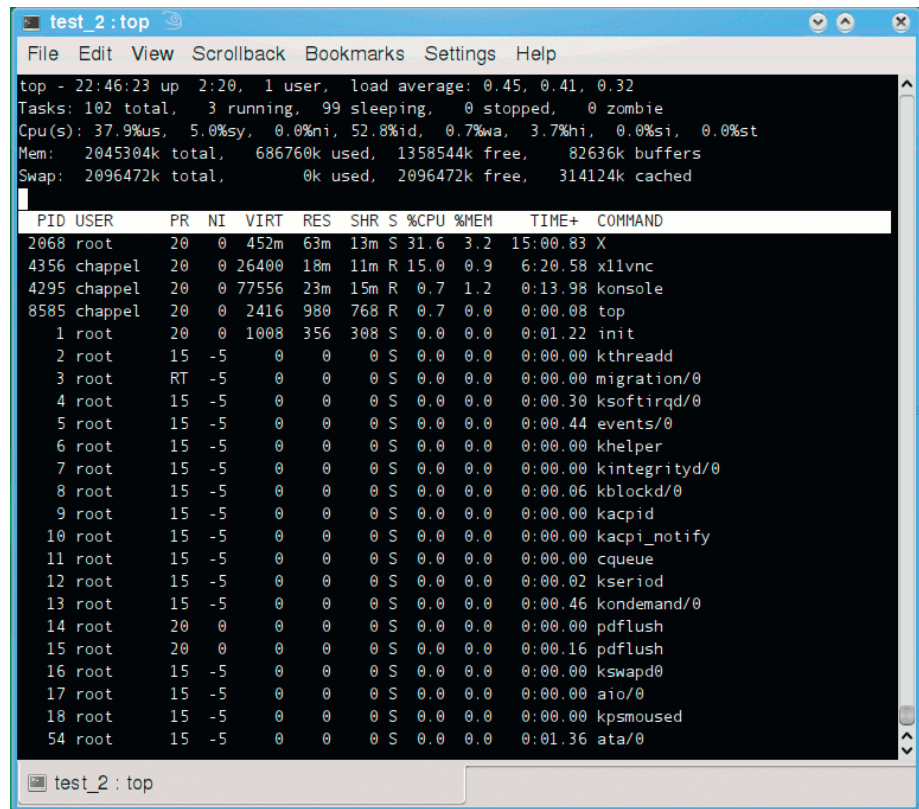 test_2 : top
File Edit View Scrollback Bookmarks Settings Help
top - 22:46:23 up  2:20,  1 user,  load average: 0.45, 0.41, 0.32
Tasks: 102 total,   3 running,  99 sleeping,   0 stopped,   0 zombie
Cpu(s): 37.9%us,  5.0%sy,  0.0%ni, 52.8%id,  0.7%wa,  3.7%hi,  0.0%si,  0.0%st
Mem:   2045304k total,   686760k used,  1358544k free,    82636k buffers
Swap:  2096472k total,        0k used,  2096472k free,   314124k cached
PID USER      PR  NI  VIRT  RES  SHR S %CPU %MEM    TIME+  COMMAND
2068 root      20   0  452m  63m  13m S 31.6  3.2  15:00.83 X
4356 chappel   20   0 26400  18m  11m R 15.0  0.9   6:20.58 x11vnc
4295 chappel   20   0 77556  23m  15m R  0.7  1.2   0:13.98 konsole
8585 chappel   20   0  2416  980  768 R  0.7  0.0   0:00.08 top
1 root      20   0  1008  356  308 S  0.0  0.0   0:01.22 init
2 root      15  -5     0    0    0 S  0.0  0.0   0:00.00 kthreadd
3 root      RT  -5     0    0    0 S  0.0  0.0   0:00.00 migration/0
4 root      15  -5     0    0    0 S  0.0  0.0   0:00.30 ksoftirqd/0
5 root      15  -5     0    0    0 S  0.0  0.0   0:00.44 events/0
6 root      15  -5     0    0    0 S  0.0  0.0   0:00.00 khelper
7 root      15  -5     0    0    0 S  0.0  0.0   0:00.00 kintegrityd/0
8 root      15  -5     0    0    0 S  0.0  0.0   0:00.06 kblockd/0
9 root      15  -5     0    0    0 S  0.0  0.0   0:00.00 kacpid
10 root      15  -5     0    0    0 S  0.0  0.0   0:00.00 kacpi_notify
11 root      15  -5     0    0    0 S  0.0  0.0   0:00.00 cqueue
12 root      15  -5     0    0    0 S  0.0  0.0   0:00.02 kseriod
13 root      15  -5     0    0    0 S  0.0  0.0   0:00.46 kondemand/0
14 root      20   0     0    0    0 S  0.0  0.0   0:00.00 pdflush
15 root      20   0     0    0    0 S  0.0  0.0   0:00.16 pdflush
16 root      15  -5     0    0    0 S  0.0  0.0   0:00.00 kswapd0
17 root      15  -5     0    0    0 S  0.0  0.0   0:00.00 aio/0
18 root      15  -5     0    0    0 S  0.0  0.0   0:00.00 kpsmoused
54 root      15  -5     0    0    0 S  0.0  0.0   0:01.36 ata/0
test_2 : top